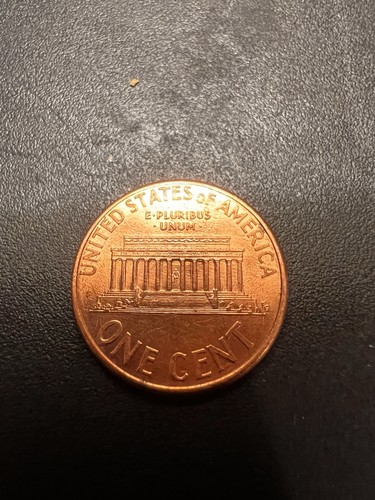 UNITED STATES OF AMERICA
E·PLURIBUS
·UNUM·
ONE CENT